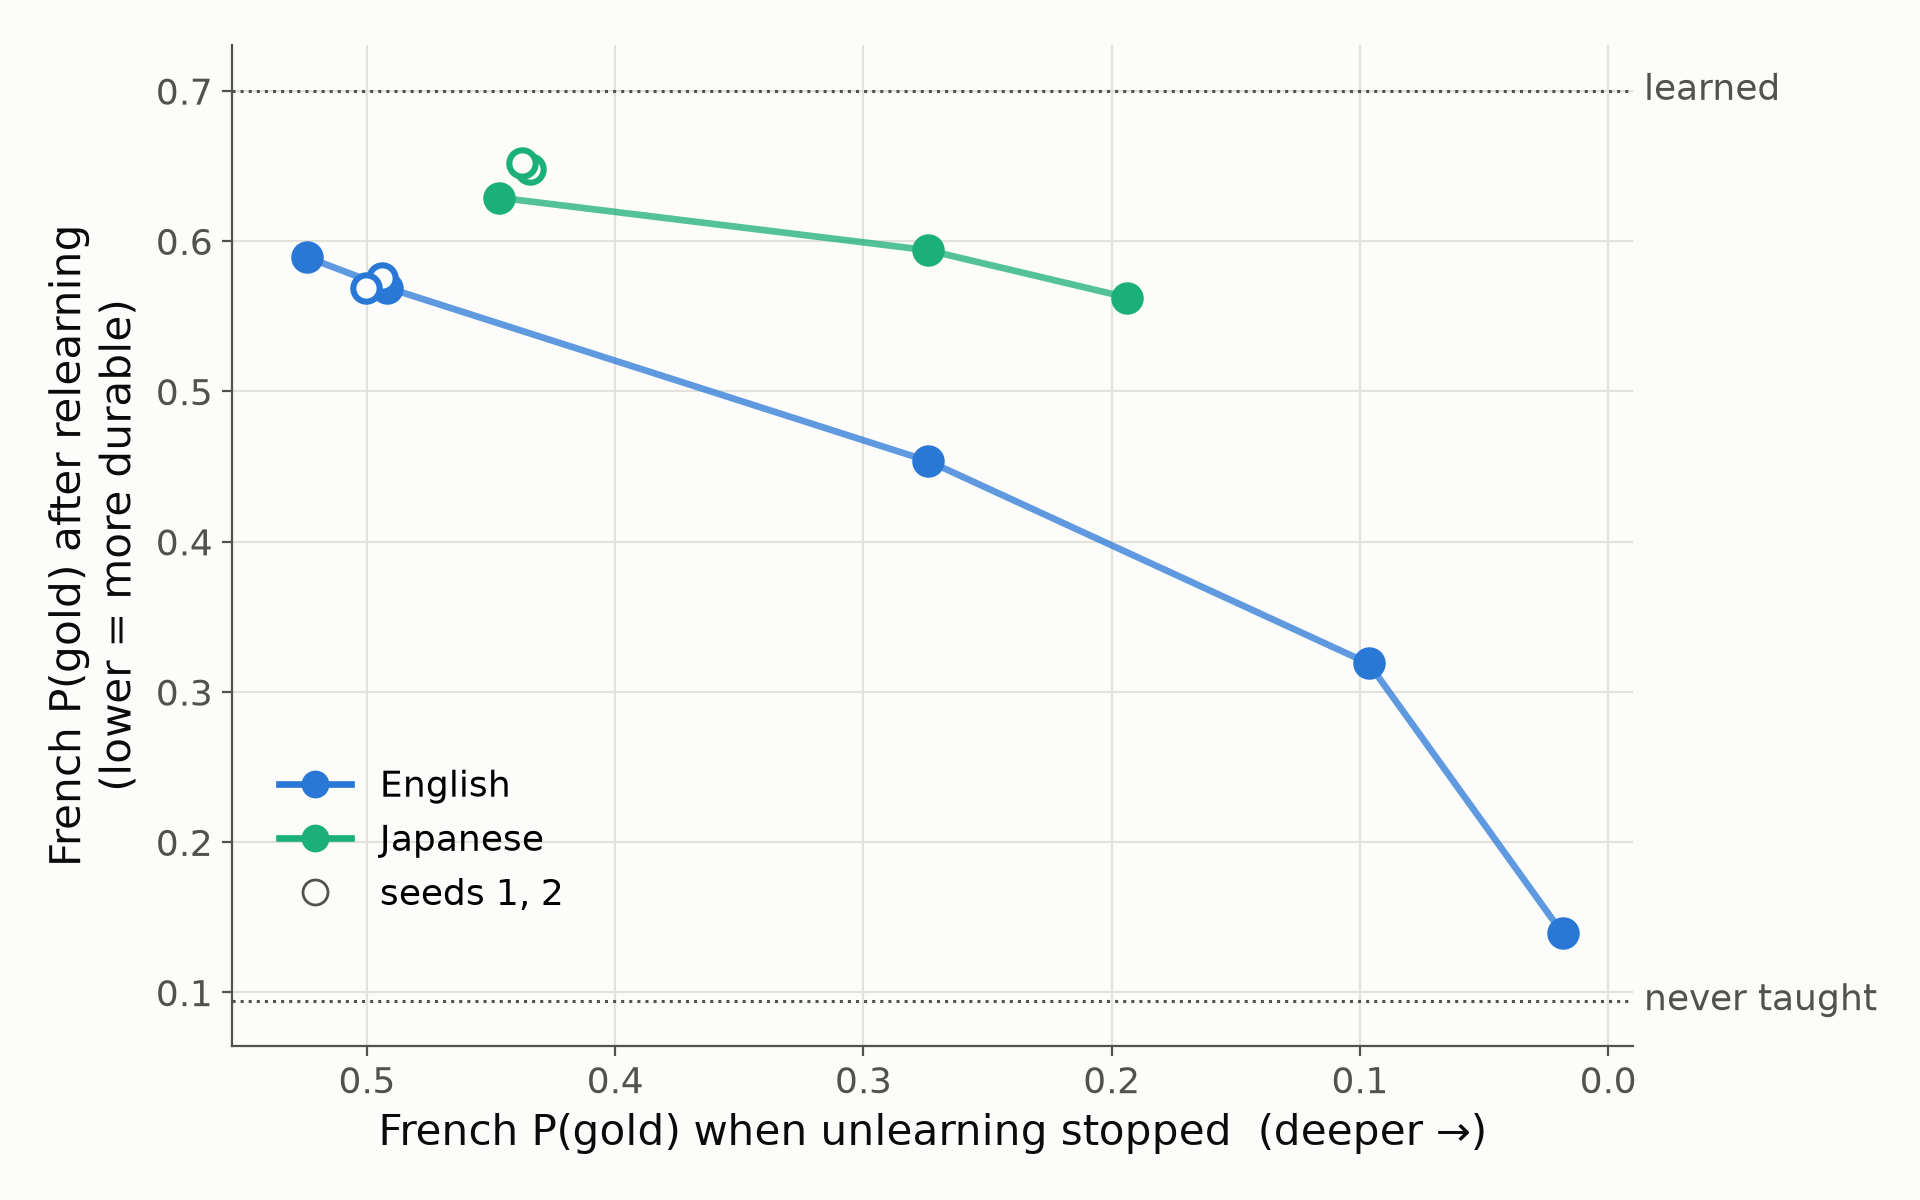 French P(gold) after relearning
(lower = more durable)
0.7
0.6
0.5
0.4
0.3
0.2
0.1
learned
never taught
English
Japanese
seeds 1, 2
0.5 0.4 0.3 0.2 0.1 0.0
French P(gold) when unlearning stopped (deeper →)